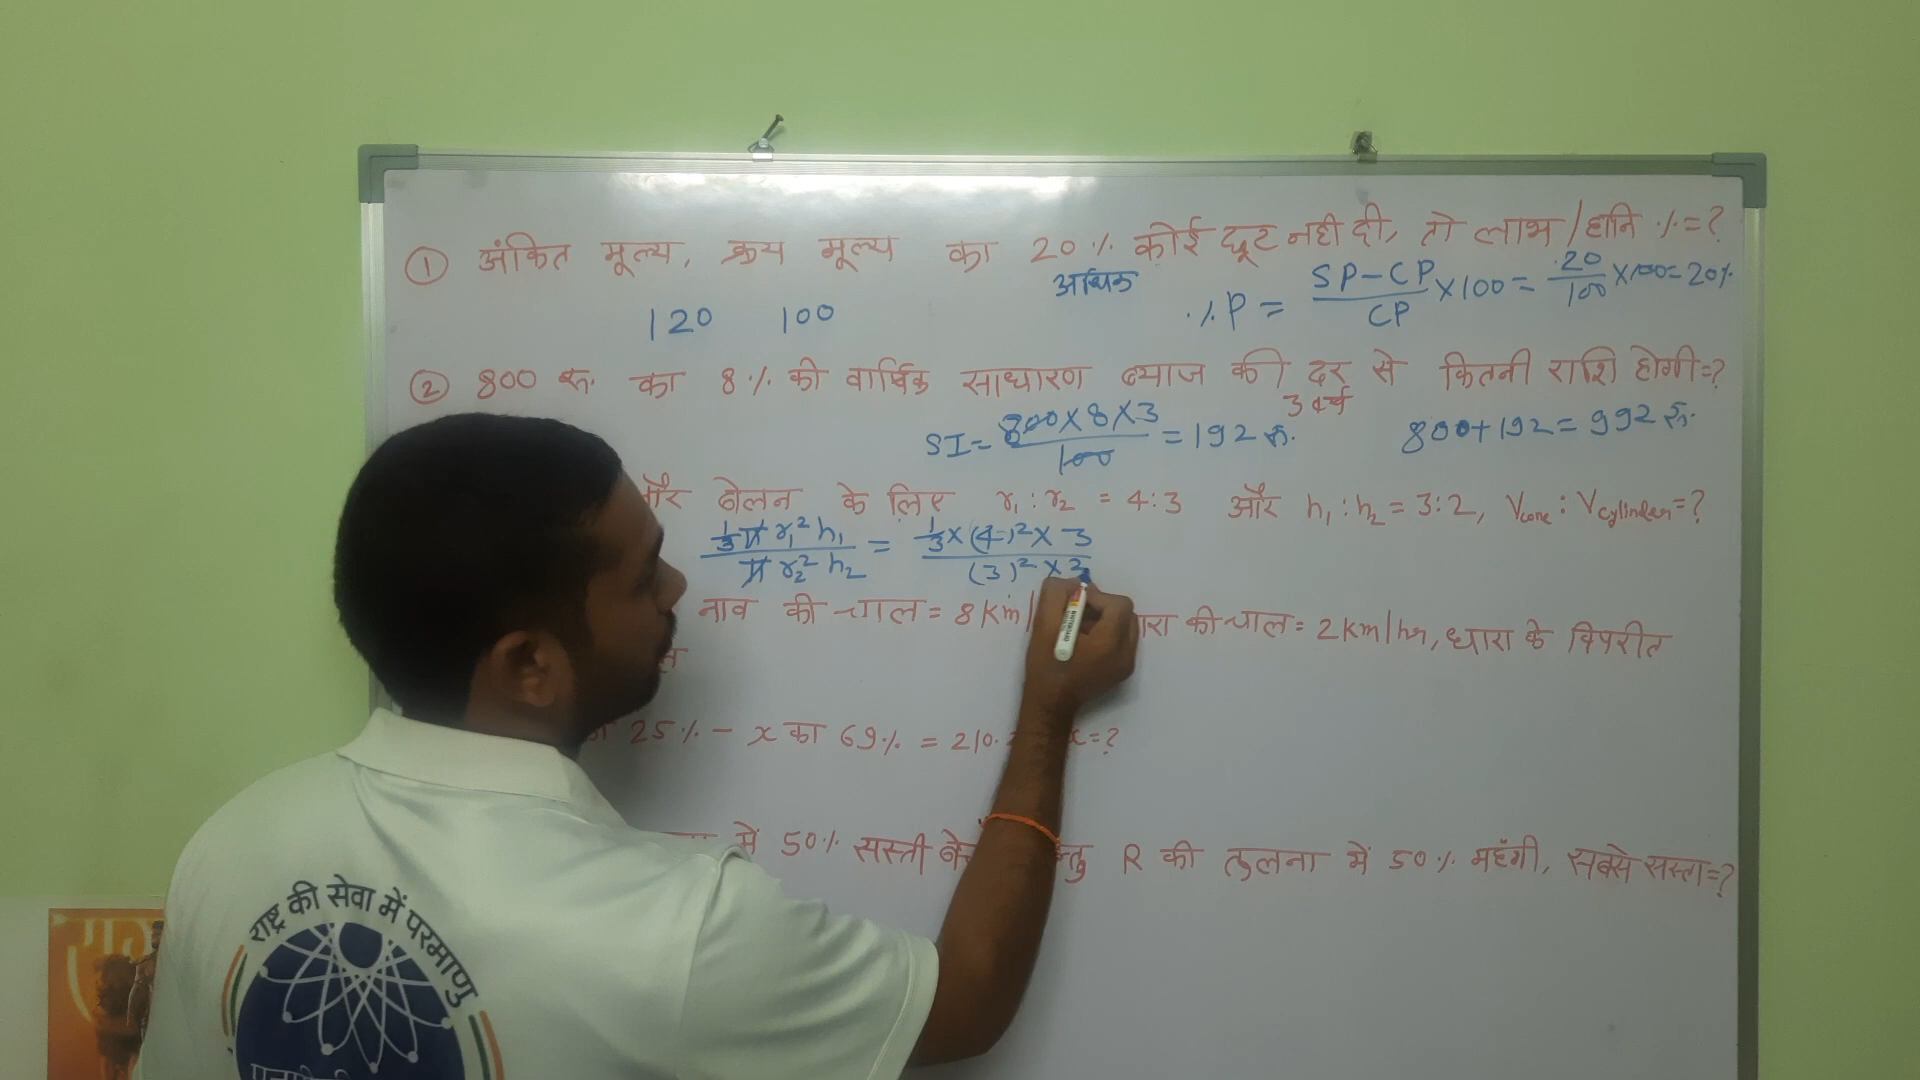 ① अंकित मूल्य, क्रय मूल्य का 20% कोई छूट नही दी, तो लाभ/हानि %=?
अधिक
120 100
%P = SP-CP/CP ×100 = 20/100 ×100 = 20%
② 800 रू. का 8% की वार्षिक साधारण ब्याज की दर से कितनी राशि होगी=?
3 वर्ष
SI = 800×8×3/100 = 192 रू.
800+192 = 992 रू.
और बेलन के लिए r₁:r₂ = 4:3 और h₁:h₂ = 3:2, Vcone : Vcylinder=?
1/3 π r₁² h₁ / π r₂² h₂ = 1/3 × (4)² × 3 / (3)² × 2
नाव की चाल = 8 Km/ की चाल = 2 km/hr, धारा के विपरीत
25% - x का 69% = 210. x=?
में 50% सस्ती R की तुलना में 50% महँगी, सबसे सस्ता=?
राष्ट्र की सेवा में परमाणु